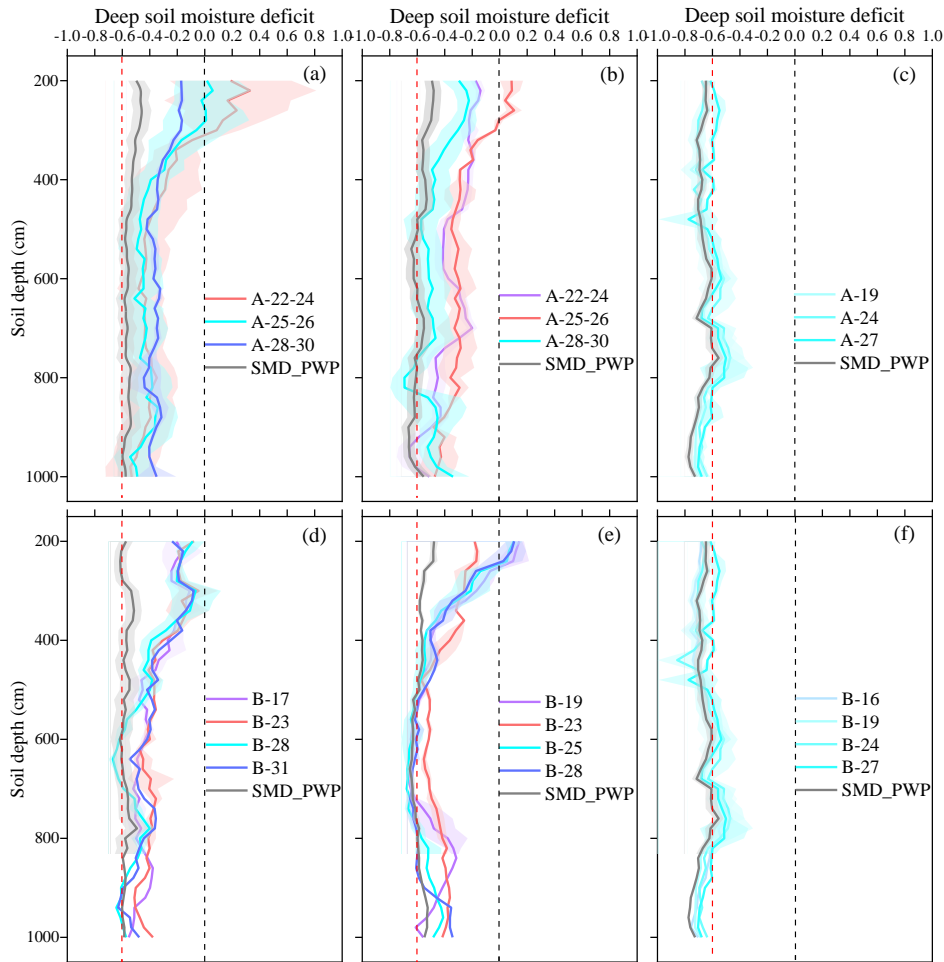 Deep soil moisture deficit Deep soil moisture deficit Deep soil moisture deficit
-1.0 -0.8 -0.6 -0.4 -0.2 0.0 0.2 0.4 0.6 0.8 1.0 -1.0 -0.8 -0.6 -0.4 -0.2 0.0 0.2 0.4 0.6 0.8 1.0 -1.0 -0.8 -0.6 -0.4 -0.2 0.0 0.2 0.4 0.6 0.8 1.0
(a) (b) (c)
200
400
600
800
1000
Soil depth (cm)
A-22-24
A-25-26
A-28-30
SMD_PWP
A-22-24
A-25-26
A-28-30
SMD_PWP
A-19
A-24
A-27
SMD_PWP
(d) (e) (f)
200
400
600
800
1000
Soil depth (cm)
B-17
B-23
B-28
B-31
SMD_PWP
B-19
B-23
B-25
B-28
SMD_PWP
B-16
B-19
B-24
B-27
SMD_PWP